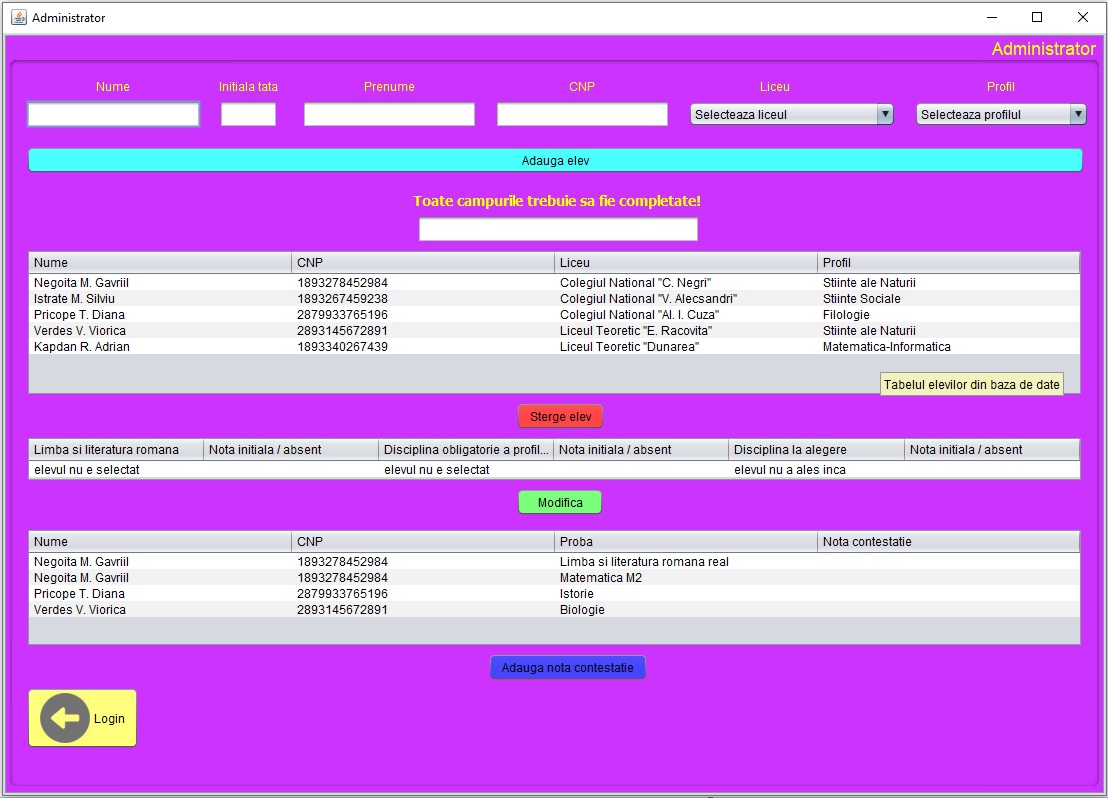 Administrator
Administrator
Nume Initiala tata Prenume CNP Liceu Profil
Selecteaza liceul Selecteaza profilul
Adauga elev
Toate campurile trebuie sa fie completate!
Nume CNP Liceu Profil
Negoita M. Gavriil 1893278452984 Colegiul National "C. Negri" Stiinte ale Naturii
Istrate M. Silviu 1893267459238 Colegiul National "V. Alecsandri" Stiinte Sociale
Pricope T. Diana 2879933765196 Colegiul National "Al. I. Cuza" Filologie
Verdes V. Viorica 2893145672891 Liceul Teoretic "E. Racovita" Stiinte ale Naturii
Kapdan R. Adrian 1893340267439 Liceul Teoretic "Dunarea" Matematica-Informatica
Tabelul elevilor din baza de date
Sterge elev
Limba si literatura romana Nota initiala / absent Disciplina obligatorie a profil... Nota initiala / absent Disciplina la alegere Nota initiala / absent
elevul nu e selectat elevul nu e selectat elevul nu a ales inca
Modifica
Nume CNP Proba Nota contestatie
Negoita M. Gavriil 1893278452984 Limba si literatura romana real
Negoita M. Gavriil 1893278452984 Matematica M2
Pricope T. Diana 2879933765196 Istorie
Verdes V. Viorica 2893145672891 Biologie
Adauga nota contestatie
Login